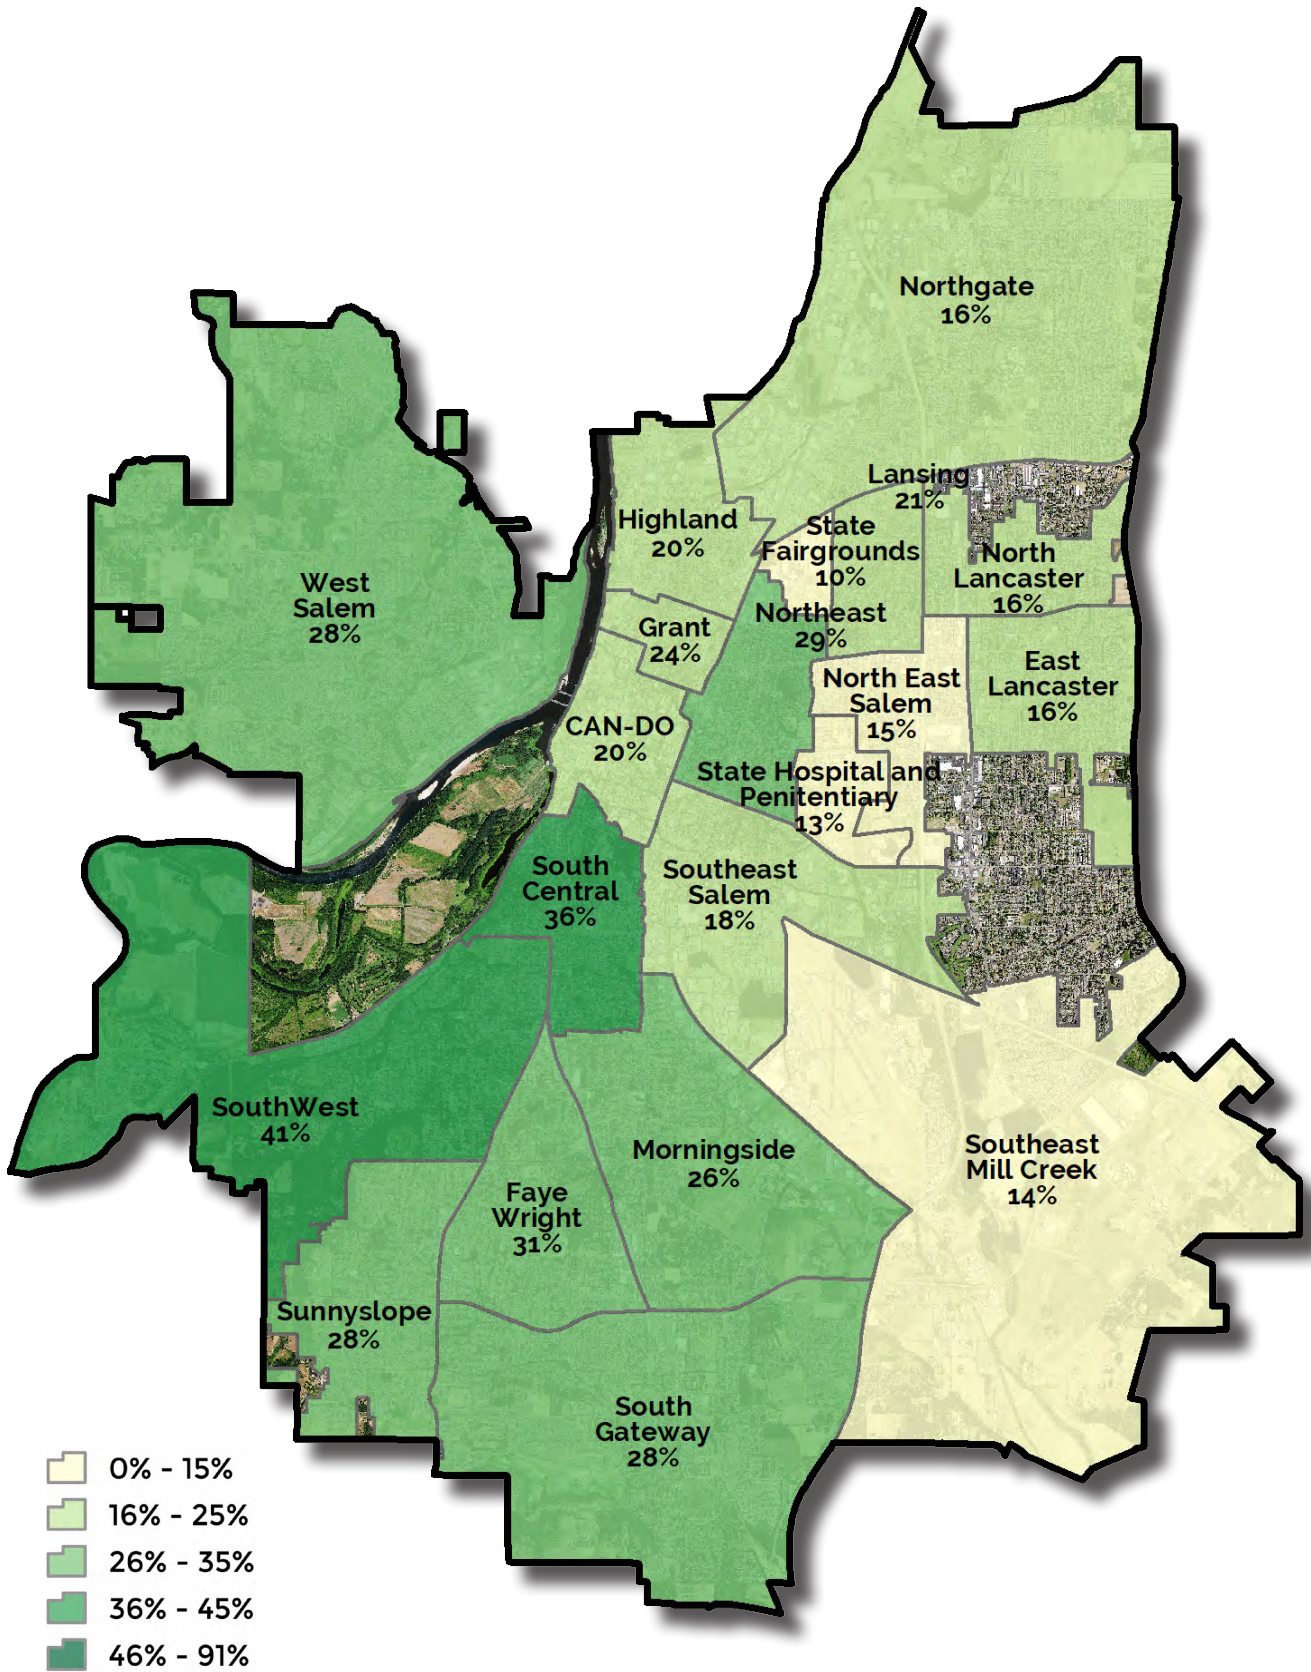 Northgate
16%
Lansing
21%
Highland
20%
State
Fairgrounds
10%
North
Lancaster
16%
West
Salem
28%
Northeast
29%
Grant
24%
East
Lancaster
16%
North East
Salem
15%
CAN-DO
20%
State Hospital and
Penitentiary
13%
South
Central
36%
Southeast
Salem
18%
SouthWest
41%
Morningside
26%
Southeast
Mill Creek
14%
Faye
Wright
31%
Sunnyslope
28%
South
Gateway
28%
0% - 15%
16% - 25%
26% - 35%
36% - 45%
46% - 91%